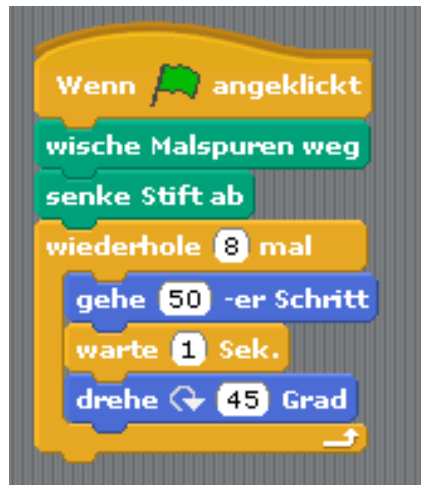 Wenn angeklickt
wische Malspuren weg
senke Stift ab
wiederhole 8 mal
gehe 50 -er Schritt
warte 1 Sek.
drehe 45 Grad